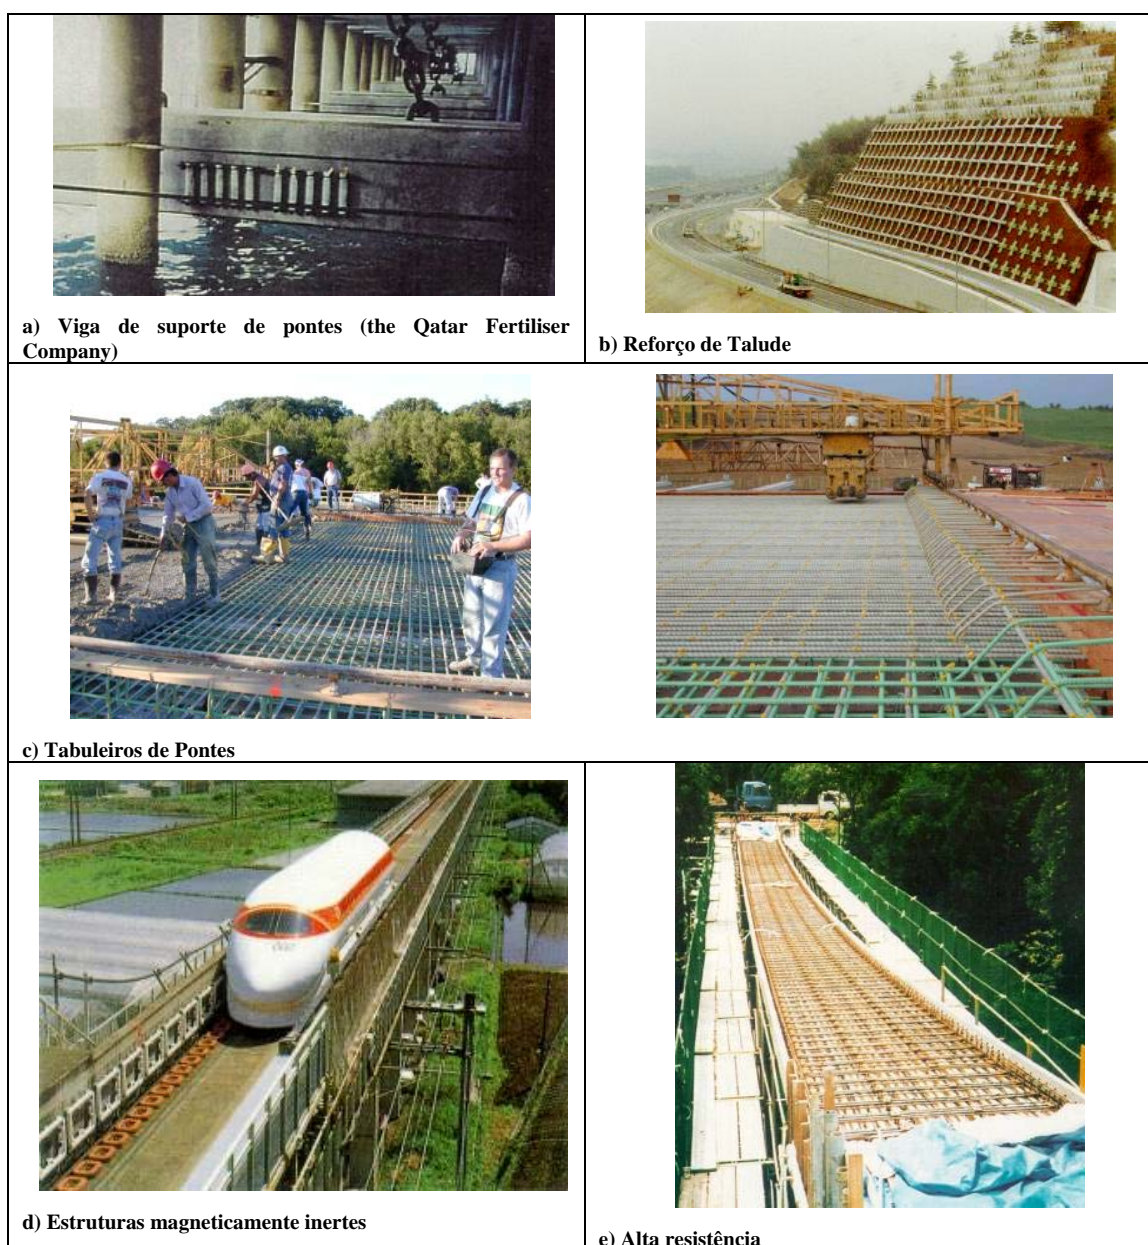 a) Viga de suporte de pontes (the Qatar Fertiliser
Company)
b) Reforço de Talude
c) Tabuleiros de Pontes
d) Estruturas magneticamente inertes
e) Alta resistência